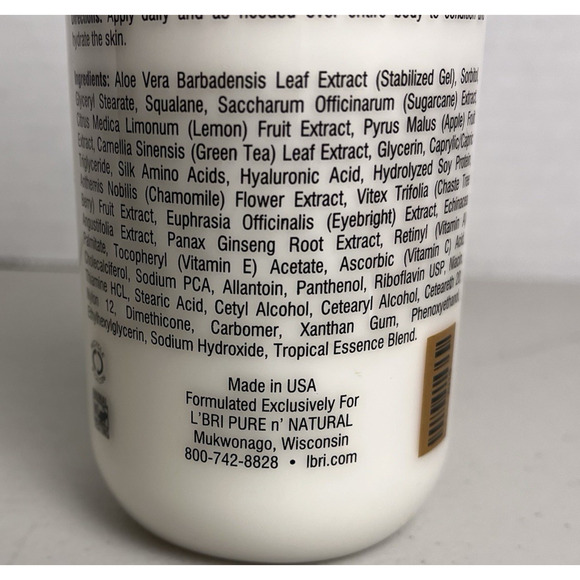 Directions: Apply daily and as needed over entire body to condition and
hydrate the skin.
Ingredients: Aloe Vera Barbadensis Leaf Extract (Stabilized Gel), Sorbitol,
Glyceryl Stearate, Squalane, Saccharum Officinarum (Sugarcane) Extract,
Citrus Medica Limonum (Lemon) Fruit Extract, Pyrus Malus (Apple) Fruit
Extract, Camellia Sinensis (Green Tea) Leaf Extract, Glycerin, Caprylic/Capric
Triglyceride, Silk Amino Acids, Hyaluronic Acid, Hydrolyzed Soy Protein,
Anthemis Nobilis (Chamomile) Flower Extract, Vitex Trifolia (Chaste Tree
Berry) Fruit Extract, Euphrasia Officinalis (Eyebright) Extract, Echinacea
Angustifolia Extract, Panax Ginseng Root Extract, Retinyl (Vitamin A)
Palmitate, Tocopheryl (Vitamin E) Acetate, Ascorbic (Vitamin C) Acid,
Cholecalciferol, Sodium PCA, Allantoin, Panthenol, Riboflavin USP, Niacin,
Thiamine HCL, Stearic Acid, Cetyl Alcohol, Cetearyl Alcohol, Ceteareth
Nylon 12, Dimethicone, Carbomer, Xanthan Gum, Phenoxyethanol,
Ethylhexylglycerin, Sodium Hydroxide, Tropical Essence Blend.
Made in USA
Formulated Exclusively For
L'BRI PURE n' NATURAL
Mukwonago, Wisconsin
800-742-8828 • lbri.com